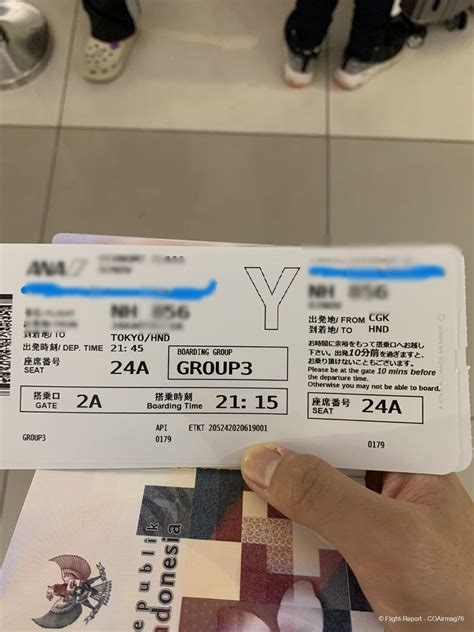 ANA
Y
NH 856
NH 856
出発地/FROM CGK
到着地/TO HND
到着地/TO
TOKYO/HND
出発時刻/DEP. TIME 21:45
座席番号
SEAT 24A
BOARDING GROUP
GROUP3
搭乗口
GATE 2A
搭乗時刻
Boarding Time 21:15
お時間に余裕をもって搭乗口へお越し
下さい。出発10分前を過ぎますと、
お乗り頂けないこともございます。
Please be at the gate 10 mins before
the departure time.
Otherwise you may not be able to board.
座席番号
SEAT 24A
GROUP3
API
0179
ETKT 205242020619001
0179
Republik
Indonesia
© Flight-Report - COAirmag76